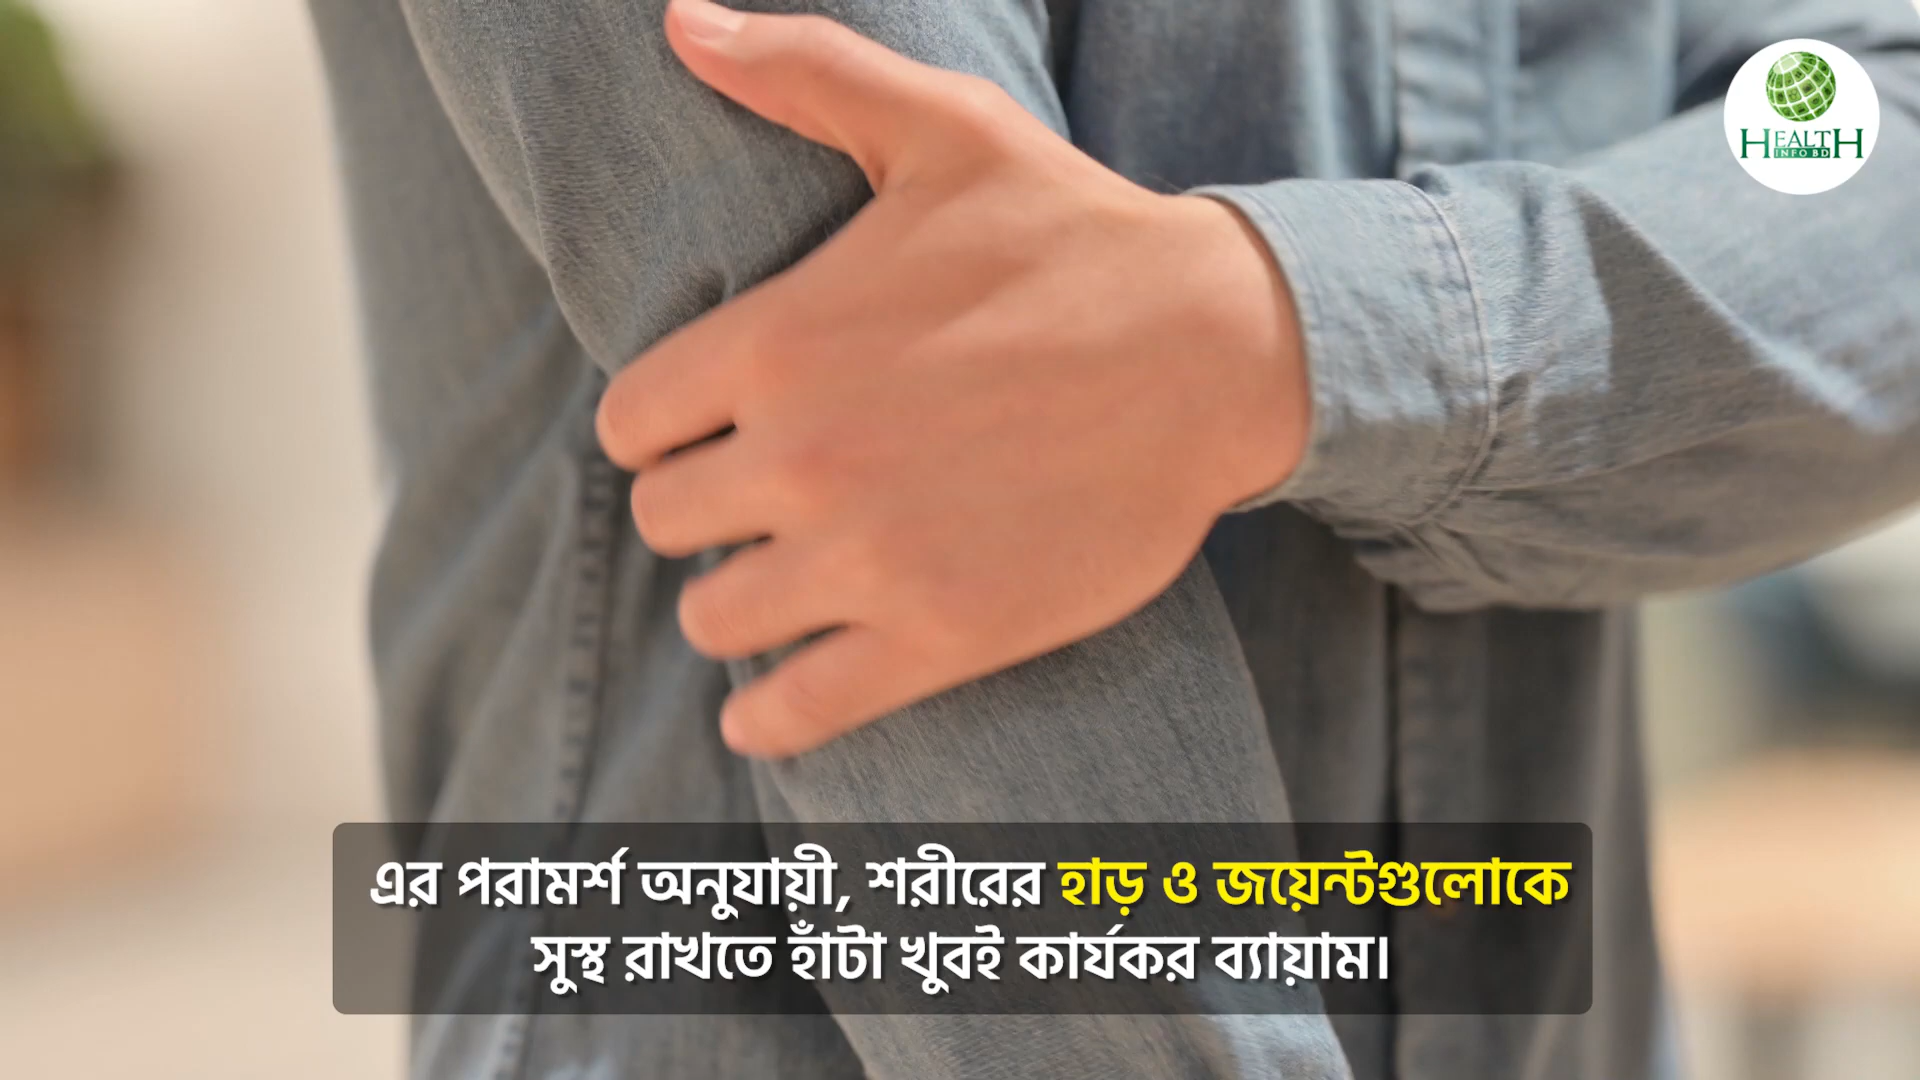 HEALTH
INFO BD
এর পরামর্শ অনুযায়ী, শরীরের হাড় ও জয়েন্টগুলোকে
সুস্থ রাখতে হাঁটা খুবই কার্যকর ব্যায়াম।